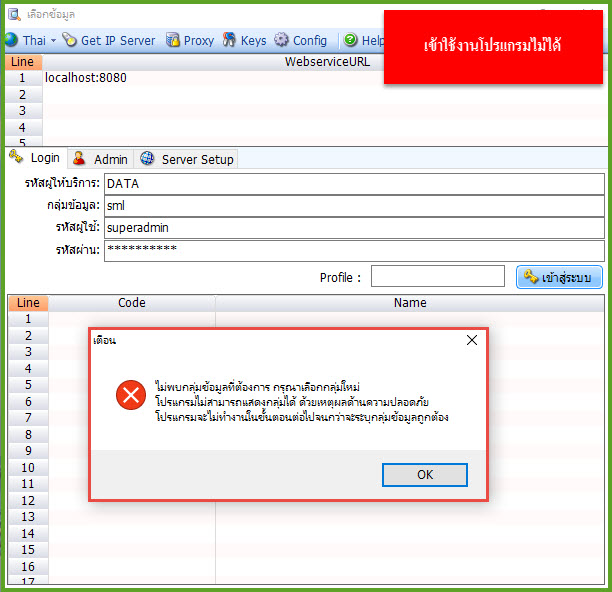 เลือกข้อมูล
เข้าใช้งานโปรแกรมไม่ได้
Thai Get IP Server Proxy Keys Config Help
Line WebserviceURL
1 localhost:8080
2
3
4
5
Login Admin Server Setup
รหัสผู้ให้บริการ: DATA
กลุ่มข้อมูล: sml
รหัสผู้ใช้: superadmin
รหัสผ่าน: **********
Profile : เข้าสู่ระบบ
Line Code Name
1
2
3
4
5
6
7
8
9
10
11
12
13
14
15
16
17
เตือน
ไม่พบกลุ่มข้อมูลที่ต้องการ กรุณาเลือกกลุ่มใหม่
โปรแกรมไม่สามารถแสดงกลุ่มได้ ด้วยเหตุผลด้านความปลอดภัย
โปรแกรมจะไม่ทำงานในขั้นตอนต่อไปจนกว่าจะระบุกลุ่มข้อมูลถูกต้อง
OK